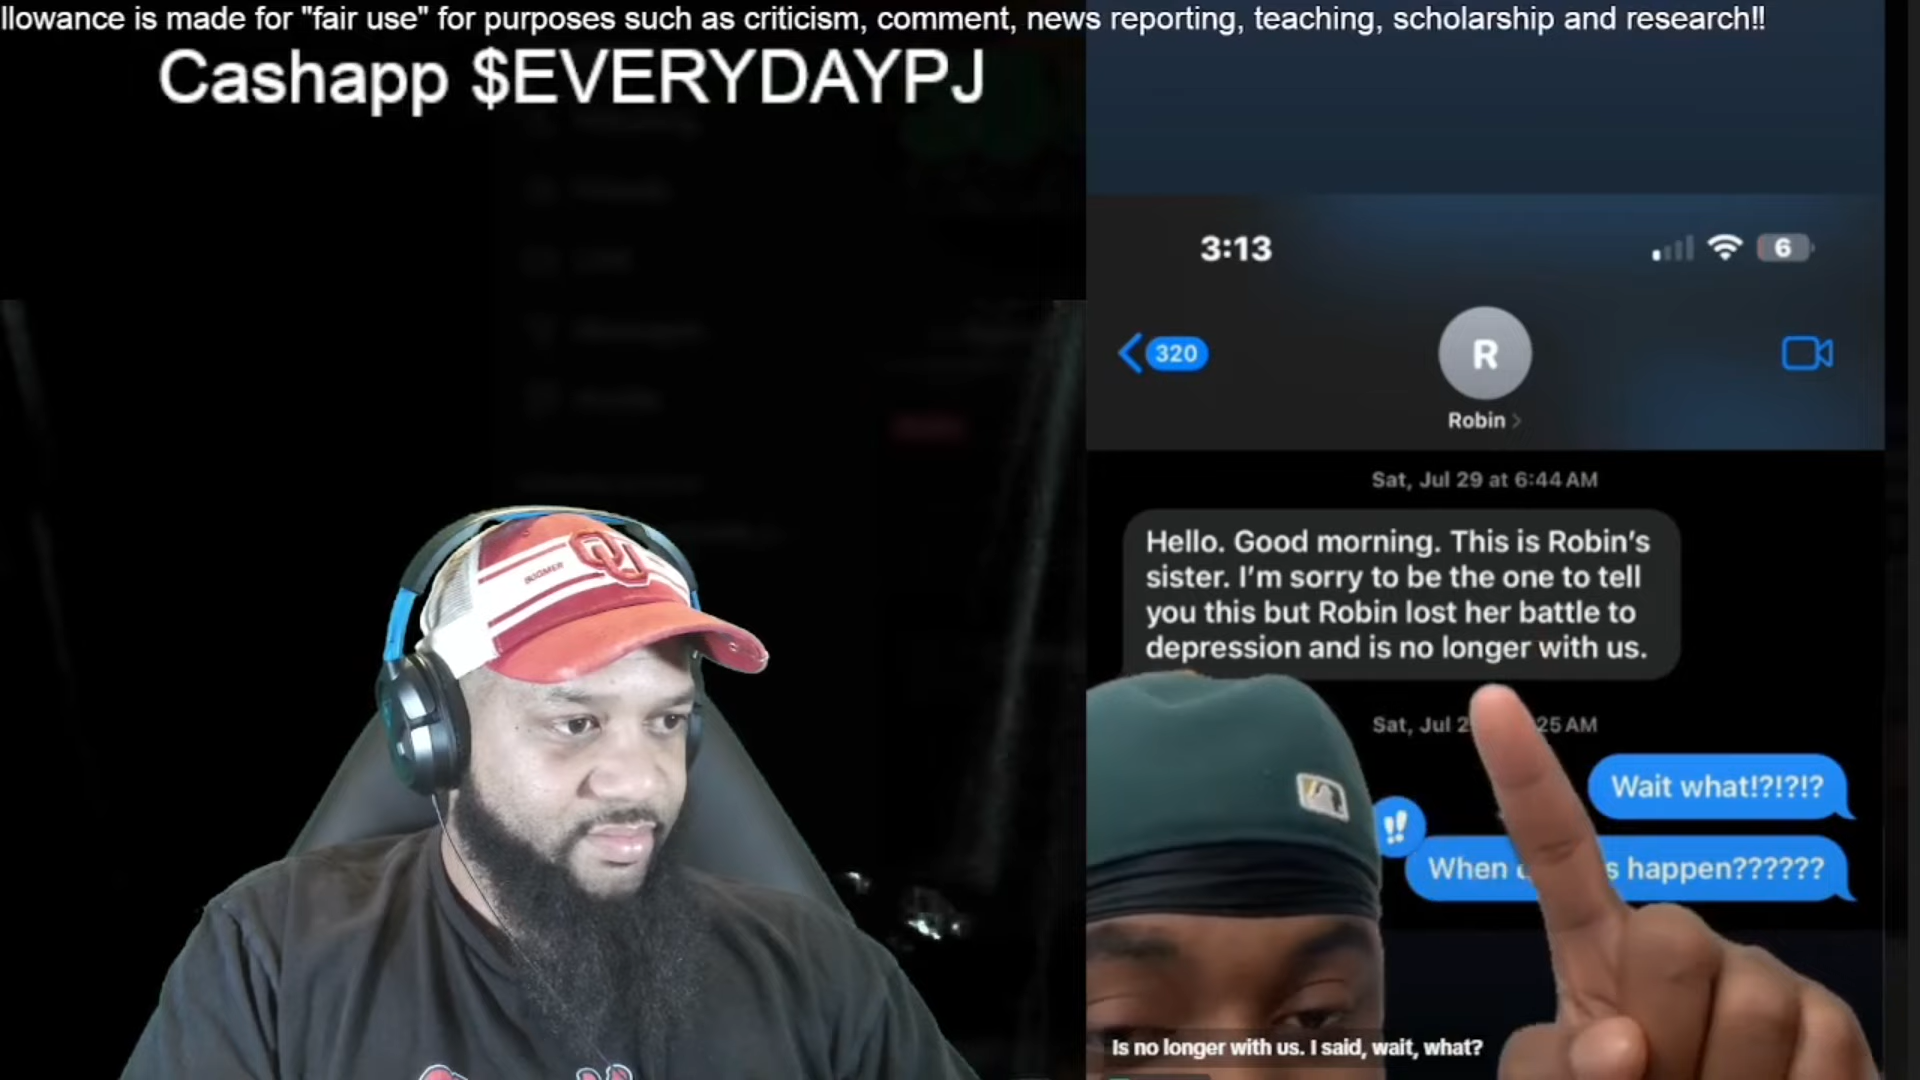 llowance is made for "fair use" for purposes such as criticism, comment, news reporting, teaching, scholarship and research!!
Cashapp $EVERYDAYPJ
3:13
6
320
R
Robin
Sat, Jul 29 at 6:44 AM
Hello. Good morning. This is Robin's
sister. I'm sorry to be the one to tell
you this but Robin lost her battle to
depression and is no longer with us.
Sat, Jul 2 25 AM
Wait what!?!?!?
!!
When s happen??????
OU
BOOMER
Is no longer with us. I said, wait, what?